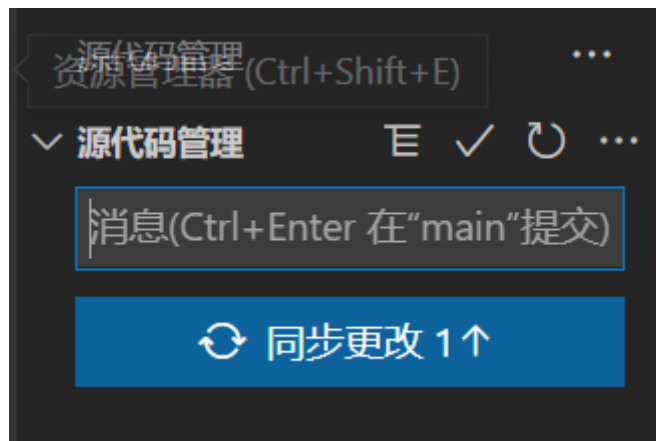 源代码管理
资源管理器 (Ctrl+Shift+E)
源代码管理
消息(Ctrl+Enter 在“main”提交)
同步更改 1↑